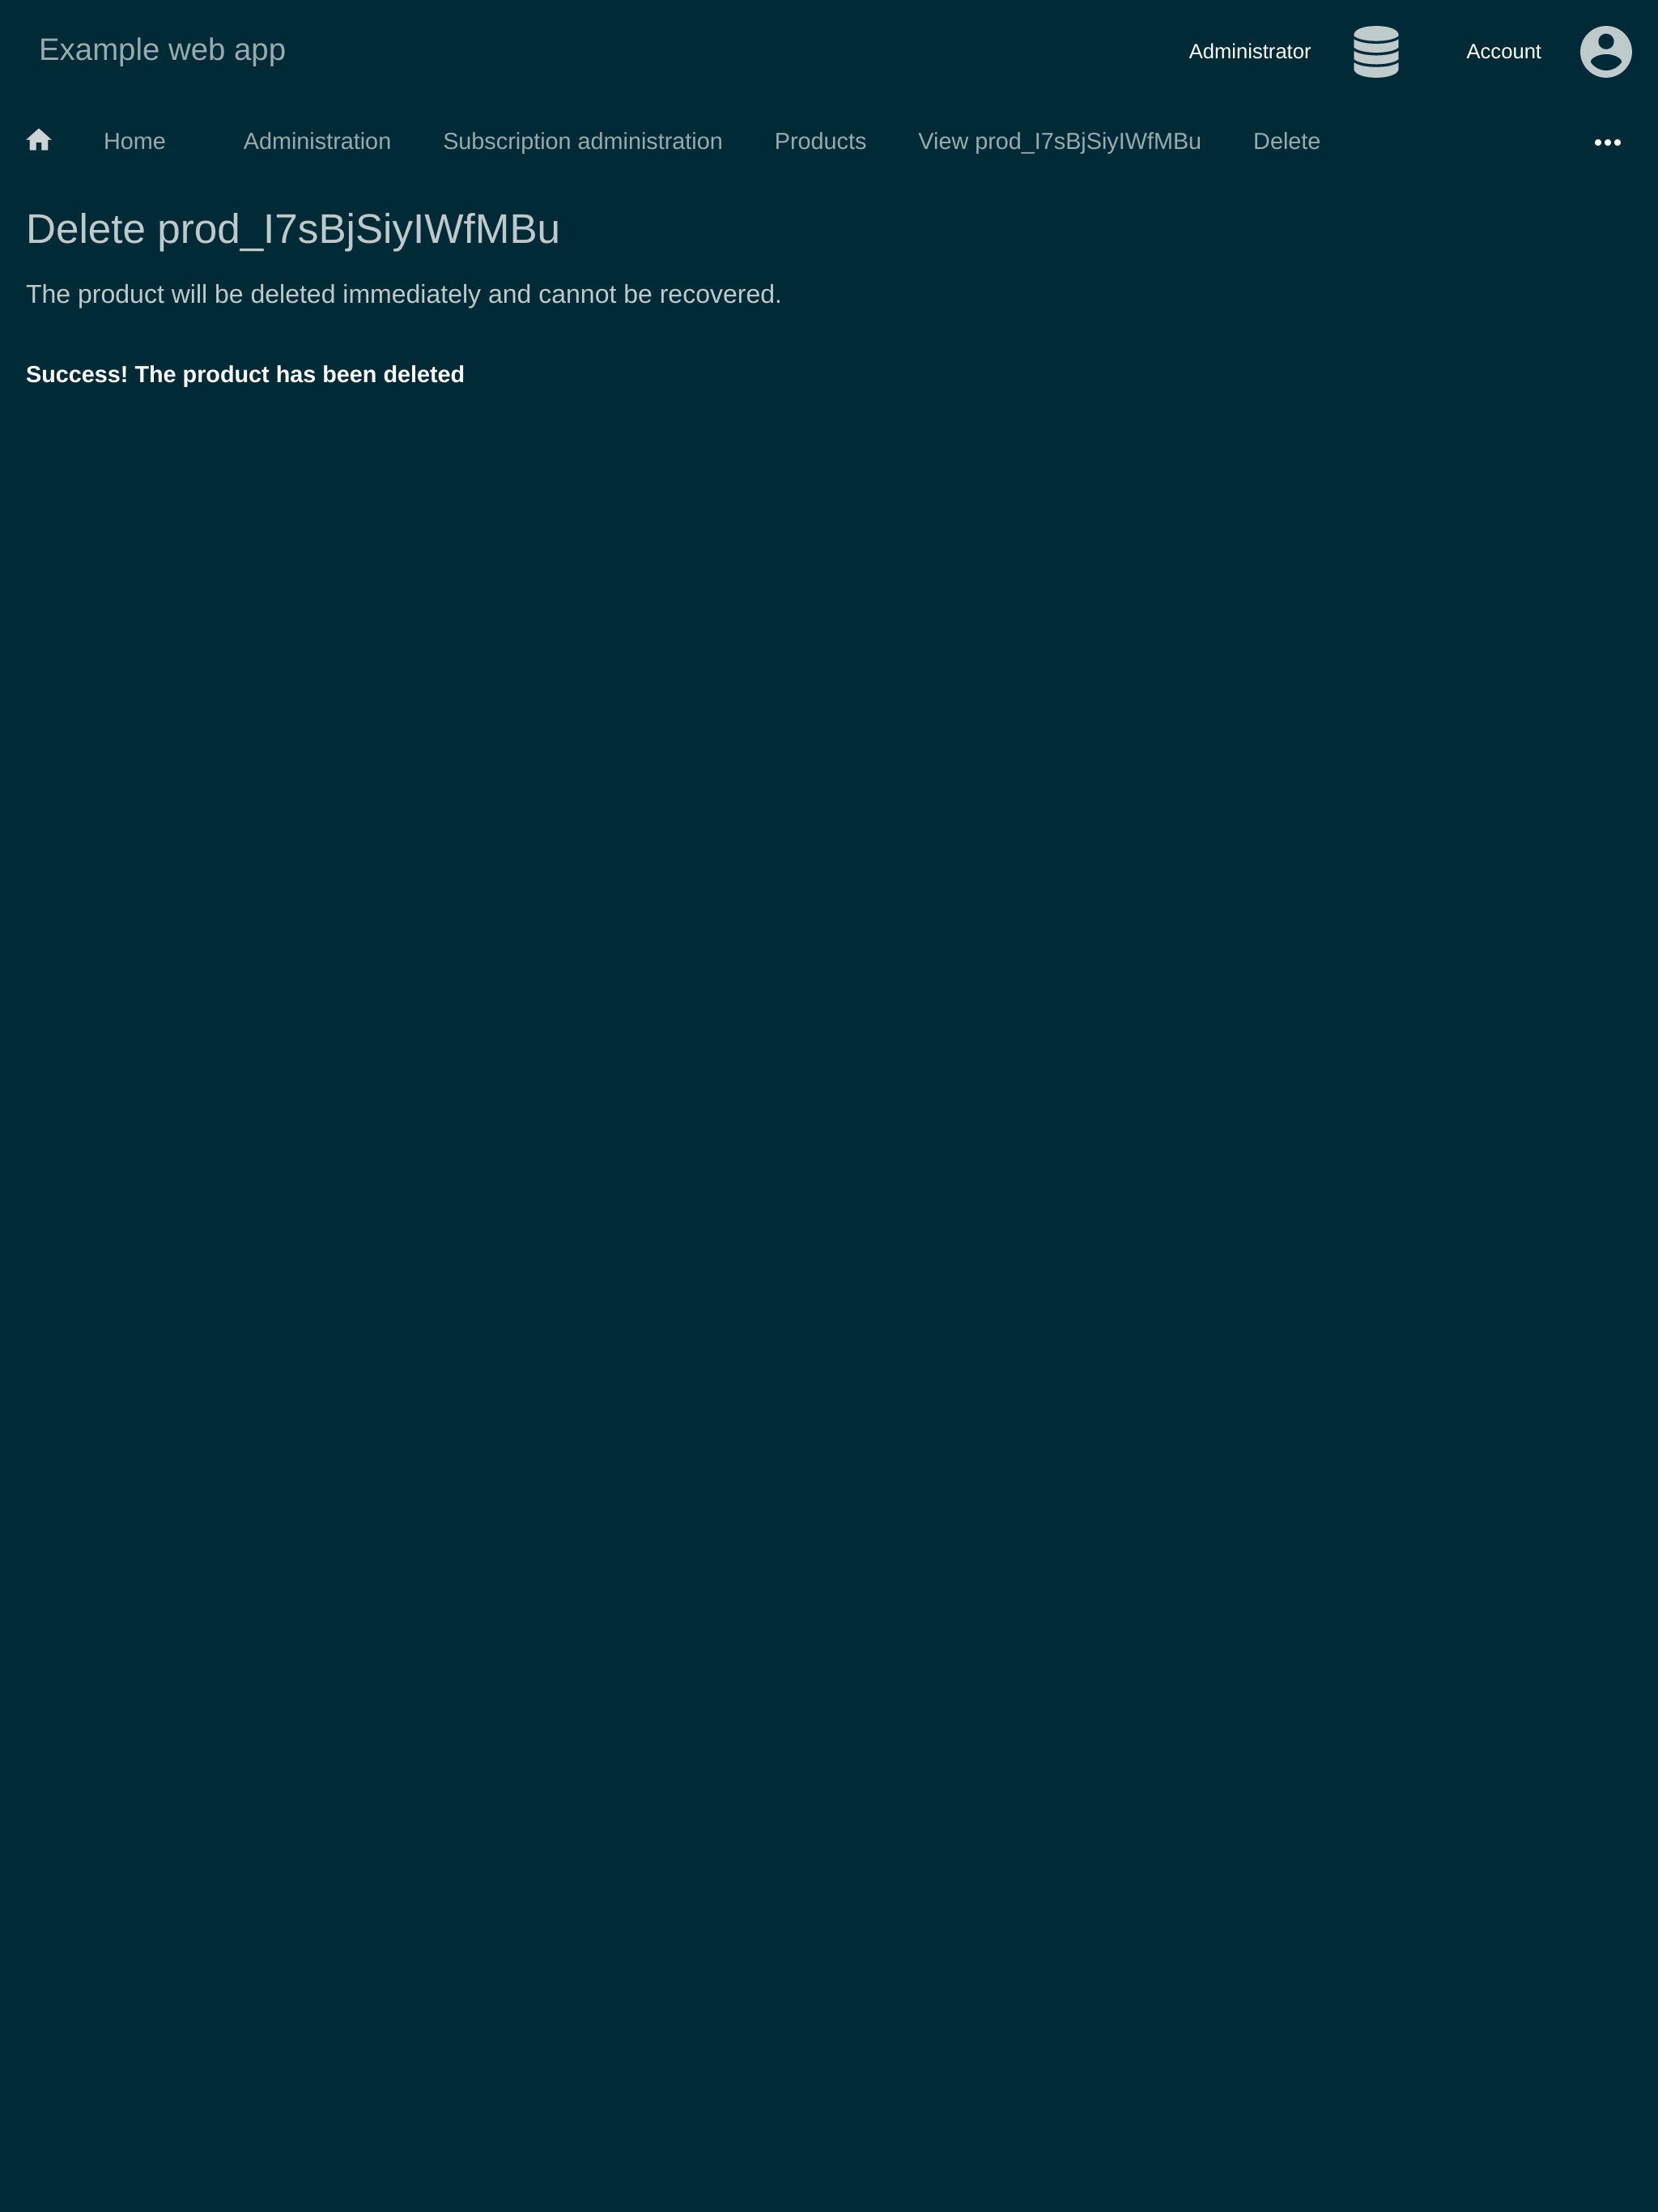 Example web app
Administrator
Account
Home Administration Subscription administration Products View prod_I7sBjSiyIWfMBu Delete
Delete prod_I7sBjSiyIWfMBu
The product will be deleted immediately and cannot be recovered.
Success! The product has been deleted